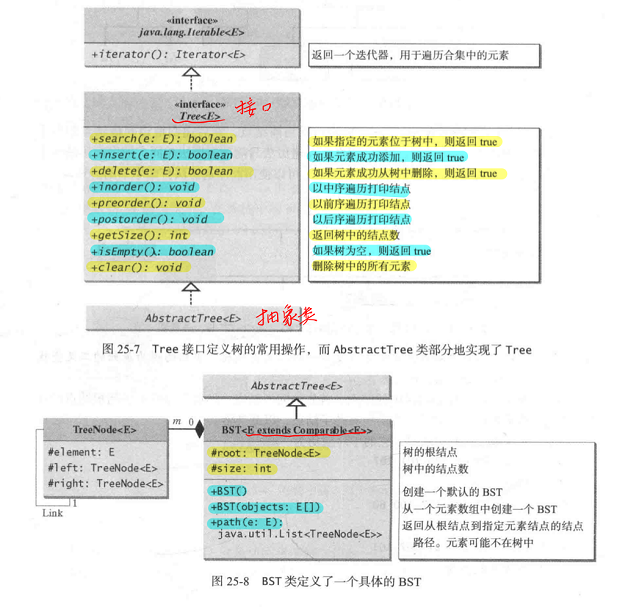 «interface»
java.lang.Iterable<E>
+iterator(): Iterator<E>
返回一个迭代器，用于遍历合集中的元素
«interface»
Tree<E>
接口
+search(e: E): boolean
如果指定的元素位于树中，则返回 true
+insert(e: E): boolean
如果元素成功添加，则返回 true
+delete(e: E): boolean
如果元素成功从树中删除，则返回 true
+inorder(): void
以中序遍历打印结点
+preorder(): void
以前序遍历打印结点
+postorder(): void
以后序遍历打印结点
+getSize(): int
返回树中的结点数
+isEmpty(): boolean
如果树为空，则返回 true
+clear(): void
删除树中的所有元素
AbstractTree<E>
抽象类
图 25-7 Tree 接口定义树的常用操作，而 AbstractTree 类部分地实现了 Tree
AbstractTree<E>
TreeNode<E>
#element: E
#left: TreeNode<E>
#right: TreeNode<E>
Link
1
m
0
BST<E extends Comparable<E>>
#root: TreeNode<E>
树的根结点
#size: int
树中的结点数
+BST()
创建一个默认的 BST
+BST(objects: E[])
从一个元素数组中创建一个 BST
+path(e: E):
java.util.List<TreeNode<E>>
返回从根结点到指定元素结点的结点
路径。元素可能不在树中
图 25-8 BST 类定义了一个具体的 BST